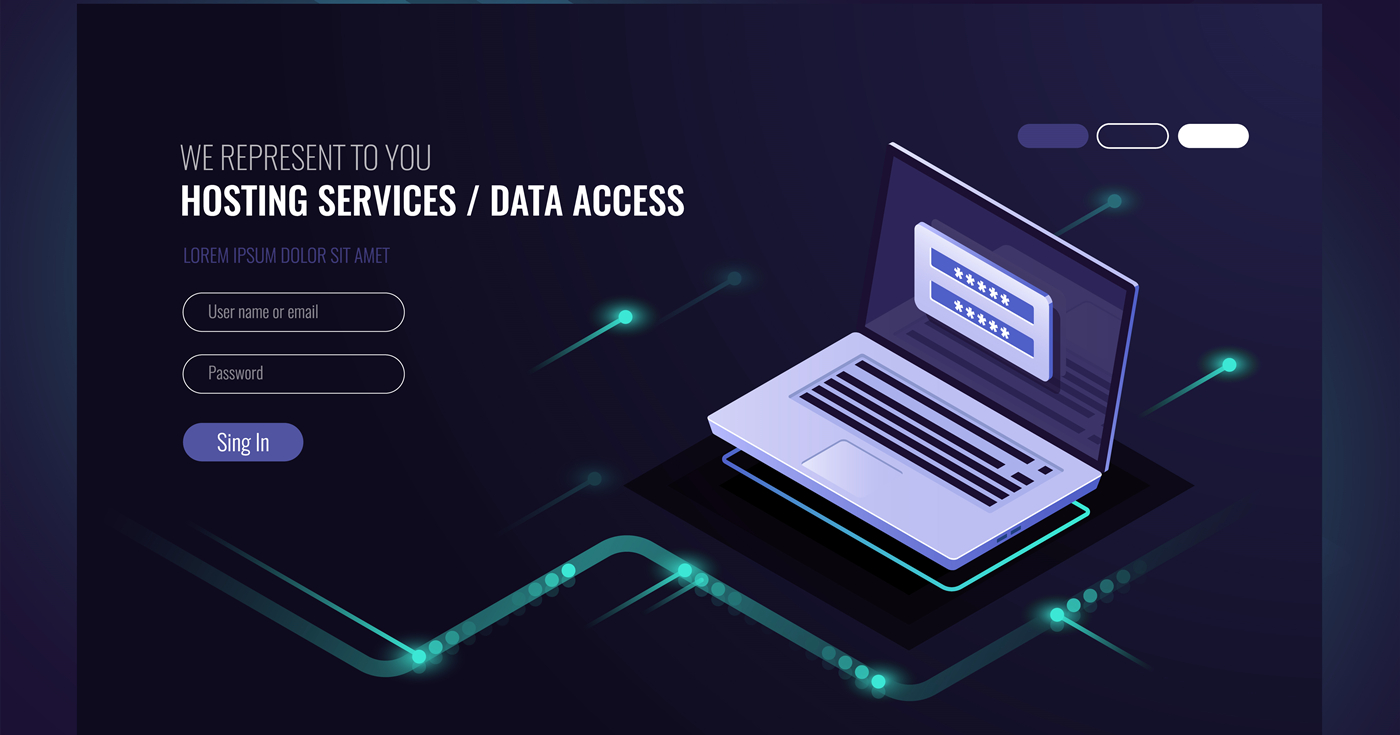 WE REPRESENT TO YOU
HOSTING SERVICES / DATA ACCESS
LOREM IPSUM DOLOR SIT AMET
User name or email
Password
Sing In
*****
*****